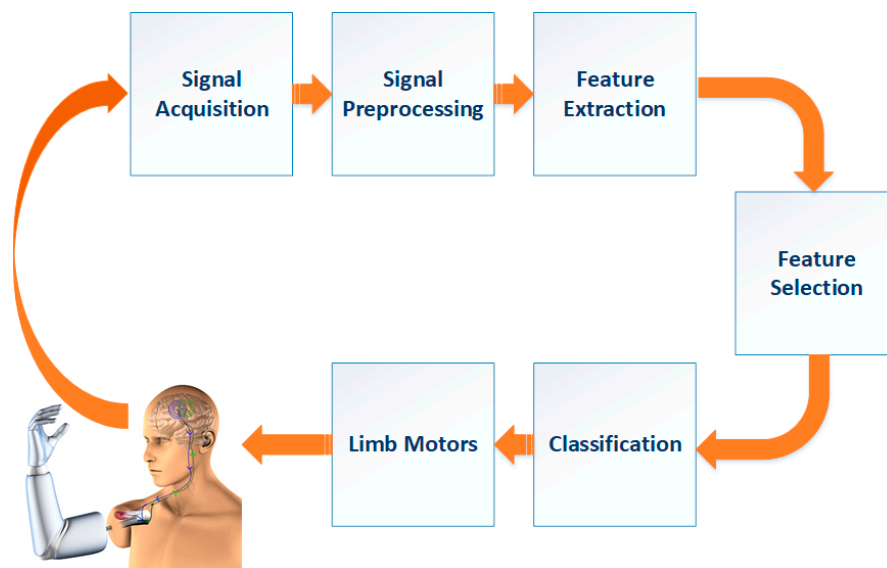 Signal
Acquisition
Signal
Preprocessing
Feature
Extraction
Feature
Selection
Classification
Limb Motors